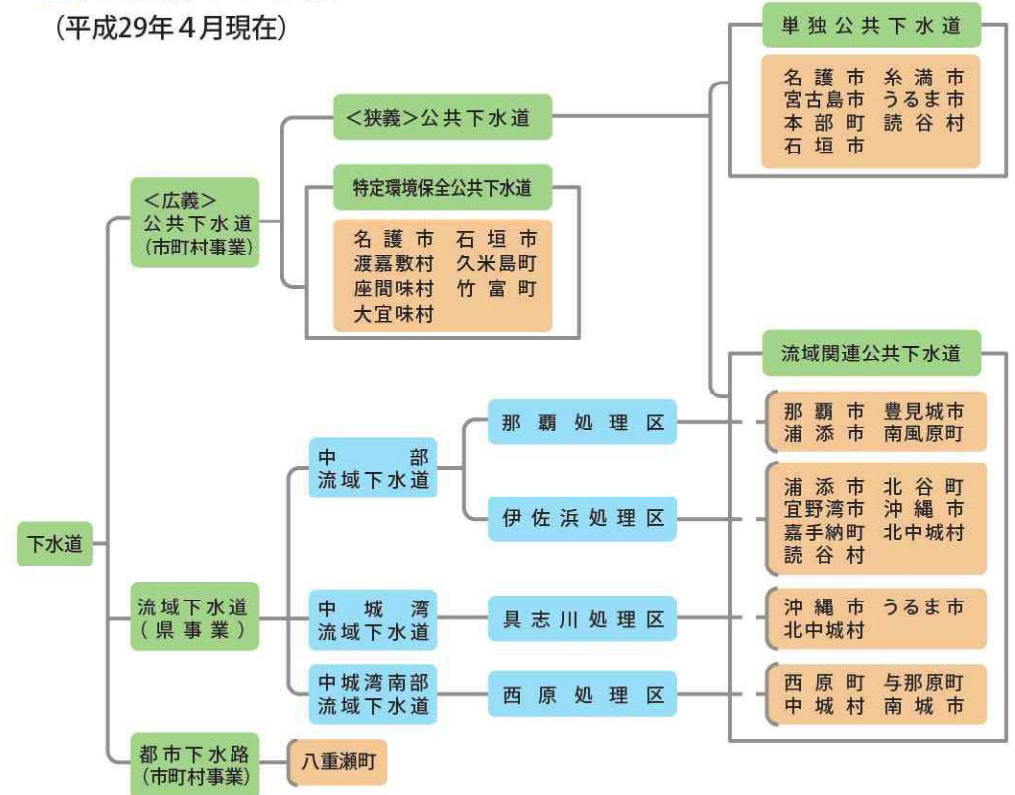 (平成29年4月現在)
下水道
<広義>
公共下水道
(市町村事業)
<狭義>公共下水道
特定環境保全公共下水道
名護市 石垣市
渡嘉敷村 久米島町
座間味村 竹富町
大宜味村
単独公共下水道
名護市 糸満市
宮古島市 うるま市
本部町 読谷村
石垣市
流域関連公共下水道
流域下水道
(県事業)
中部
流域下水道
那覇処理区
那覇市 豊見城市
浦添市 南風原町
伊佐浜処理区
浦添市 北谷町
宜野湾市 沖縄市
嘉手納町 北中城村
読谷村
中城湾
流域下水道
具志川処理区
沖縄市 うるま市
北中城村
中城湾南部
流域下水道
西原処理区
西原町 与那原町
中城村 南城市
都市下水路
(市町村事業)
八重瀬町